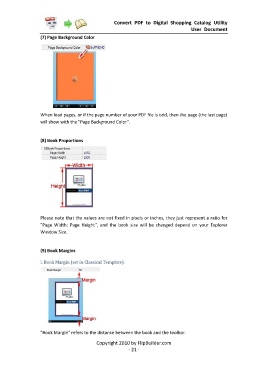 Convert PDF to Digital Shopping Catalog Utility
User Document
(7) Page Background Color
Page Background Color
When load pages, or if the page number of your PDF file is odd, then the page (the last page)
will show with the "Page Background Color".
(8) Book Proportions
Book Proportions
Page Width
Page Height
Width
Height
Please note that the values are not fixed in pixels or inches, they just represent a ratio for
"Page Width: Page Height", and the book size will be changed depend on your Explorer
Window Size.
(9) Book Margins
i. Book Margin (set in Classical Template):
Book Margin
Margin
Margin
"Book Margin" refers to the distance between the book and the toolbar.
Copyright 2010 by FlipBuilder.com
- 21 -